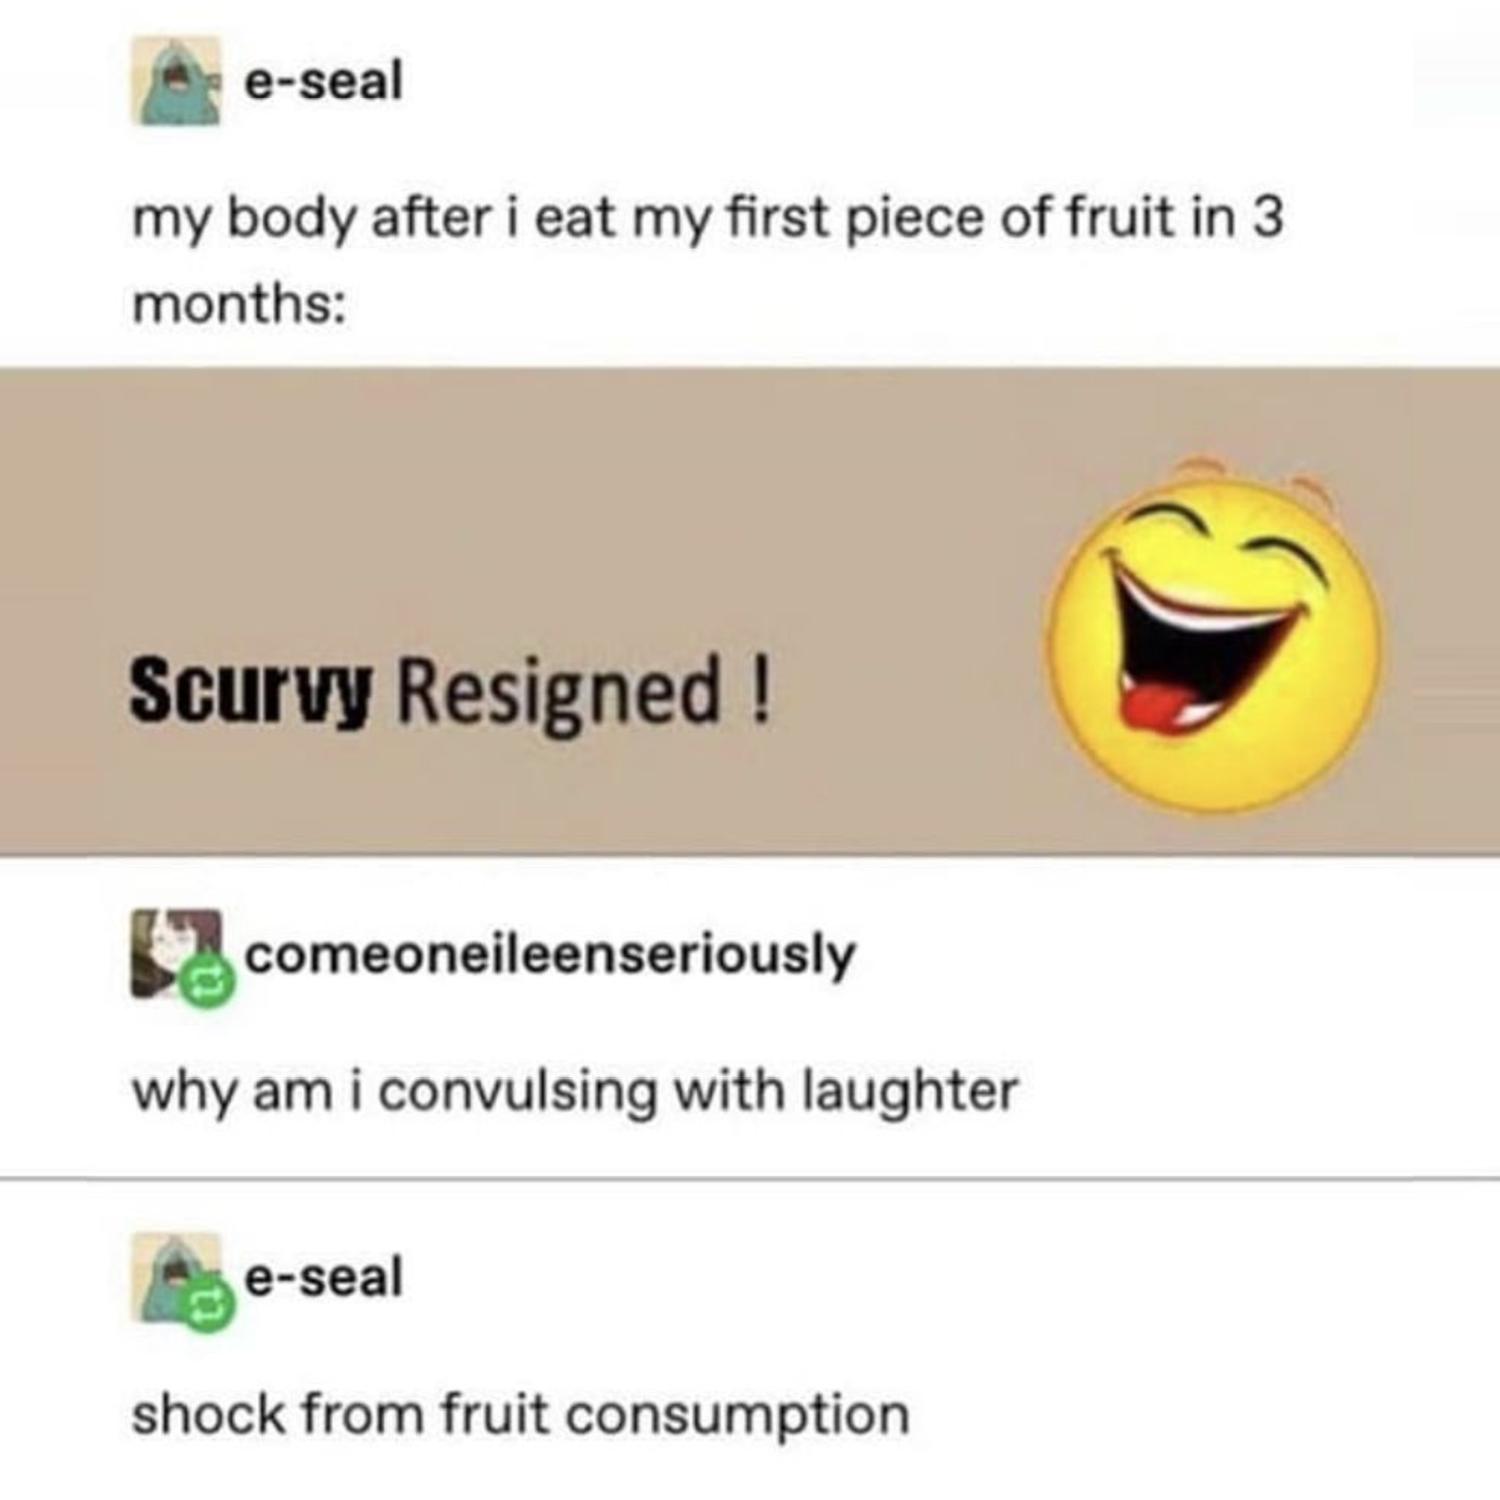 e-seal
my body after i eat my first piece of fruit in 3
months:
Scurvy Resigned !
comeoneileenseriously
why am i convulsing with laughter
e-seal
shock from fruit consumption